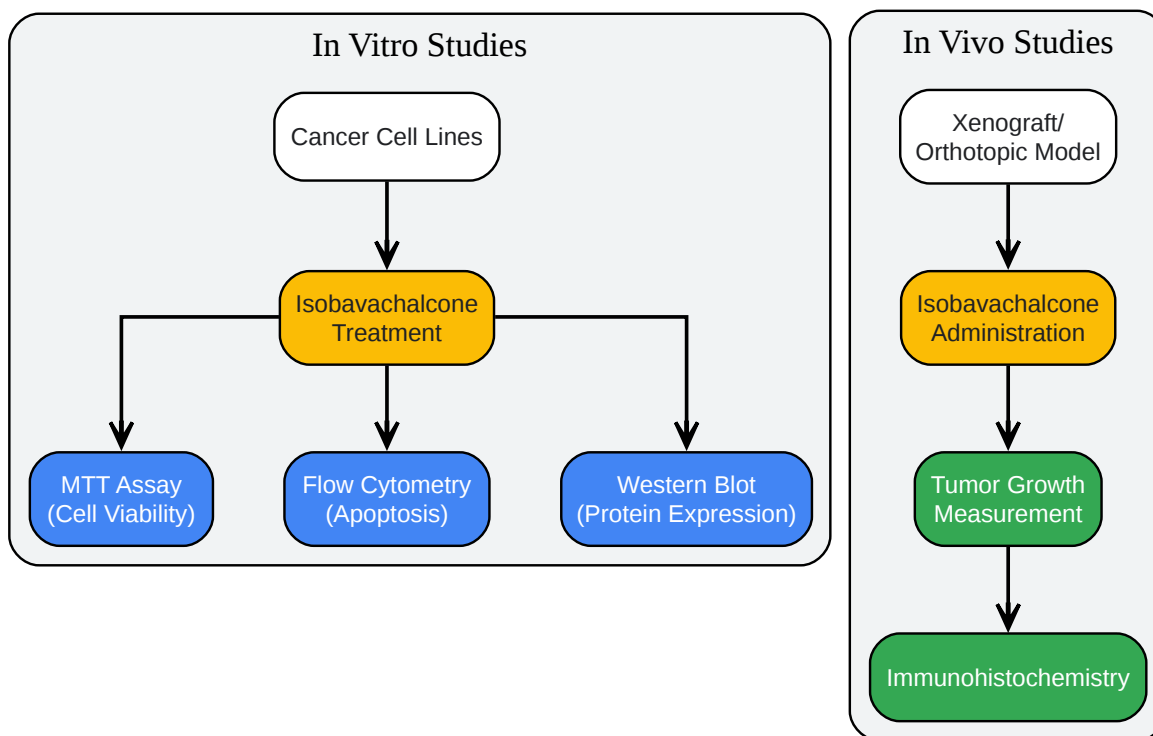 In Vitro Studies
Cancer Cell Lines
Isobavachalcone
Treatment
MTT Assay
(Cell Viability)
Flow Cytometry
(Apoptosis)
Western Blot
(Protein Expression)
In Vivo Studies
Xenograft/
Orthotopic Model
Isobavachalcone
Administration
Tumor Growth
Measurement
Immunohistochemistry